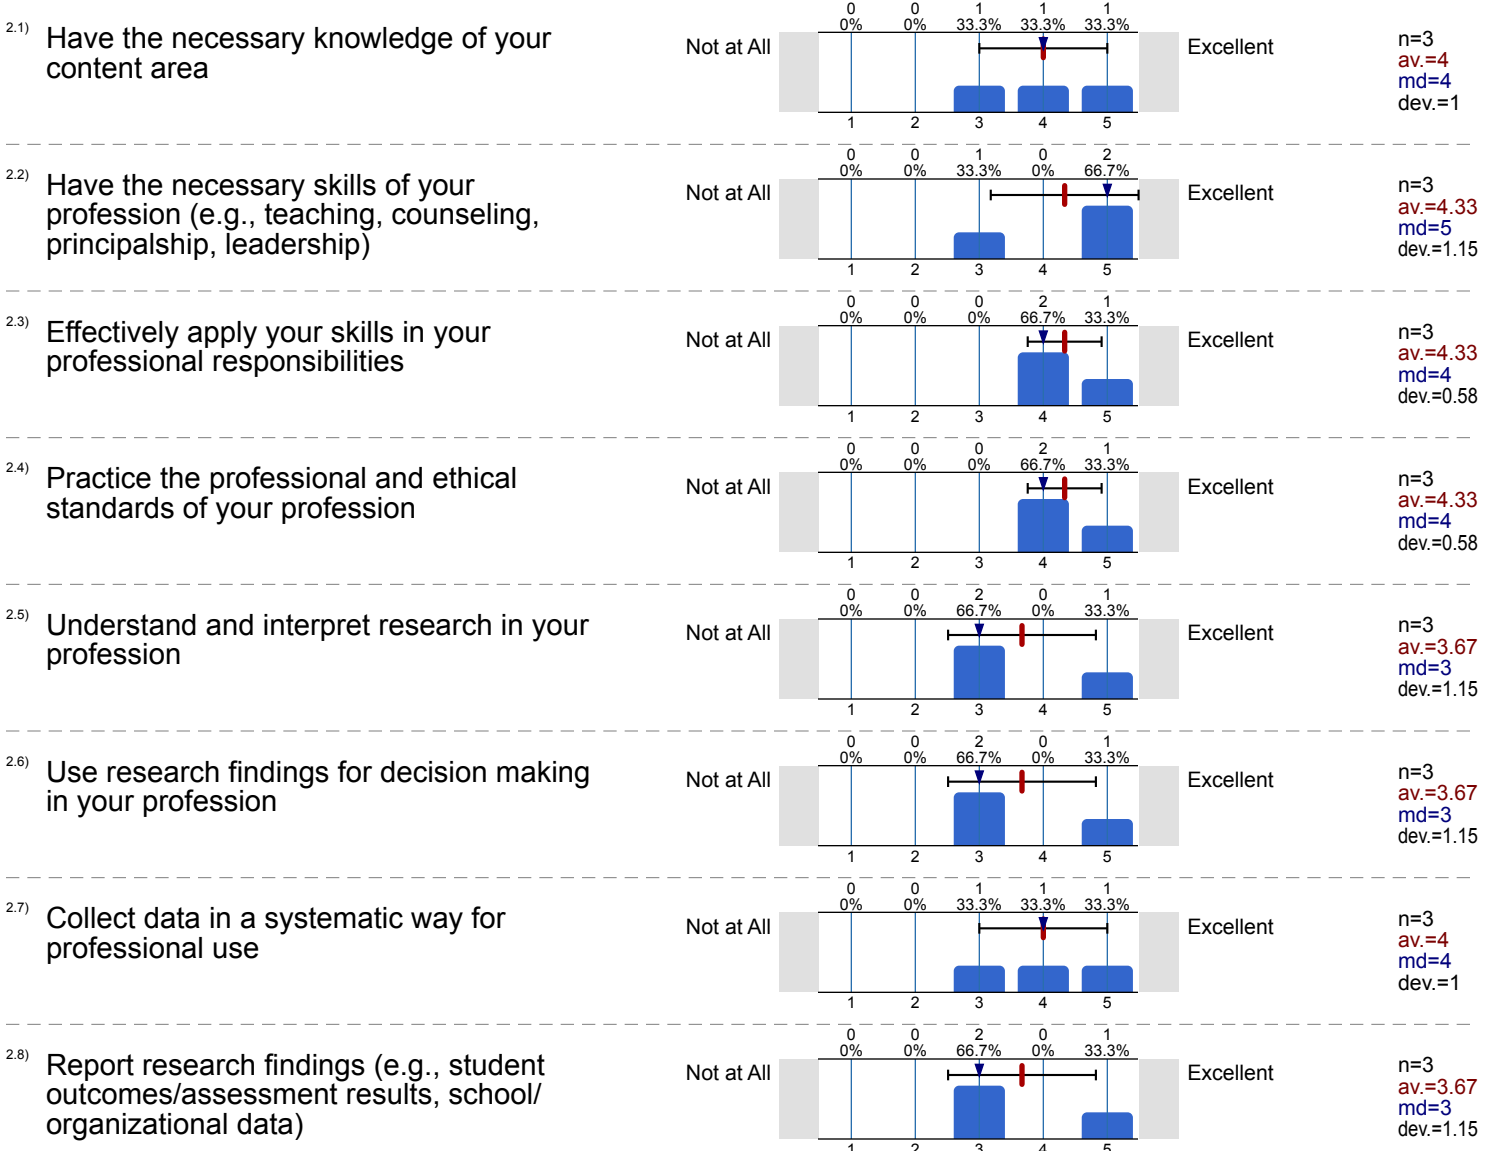 0 0 1 1 1
0% 0% 33.3% 33.3% 33.3%
2.1) Have the necessary knowledge of your
content area
Not at All
Excellent
n=3
av.=4
md=4
dev.=1
1 2 3 4 5
0 0 1 0 2
0% 0% 33.3% 0% 66.7%
2.2) Have the necessary skills of your
profession (e.g., teaching, counseling,
principalship, leadership)
Not at All
Excellent
n=3
av.=4.33
md=5
dev.=1.15
1 2 3 4 5
0 0 0 2 1
0% 0% 0% 66.7% 33.3%
2.3) Effectively apply your skills in your
professional responsibilities
Not at All
Excellent
n=3
av.=4.33
md=4
dev.=0.58
1 2 3 4 5
0 0 0 2 1
0% 0% 0% 66.7% 33.3%
2.4) Practice the professional and ethical
standards of your profession
Not at All
Excellent
n=3
av.=4.33
md=4
dev.=0.58
1 2 3 4 5
0 0 2 0 1
0% 0% 66.7% 0% 33.3%
2.5) Understand and interpret research in your
profession
Not at All
Excellent
n=3
av.=3.67
md=3
dev.=1.15
1 2 3 4 5
0 0 2 0 1
0% 0% 66.7% 0% 33.3%
2.6) Use research findings for decision making
in your profession
Not at All
Excellent
n=3
av.=3.67
md=3
dev.=1.15
1 2 3 4 5
0 0 1 1 1
0% 0% 33.3% 33.3% 33.3%
2.7) Collect data in a systematic way for
professional use
Not at All
Excellent
n=3
av.=4
md=4
dev.=1
1 2 3 4 5
0 0 2 0 1
0% 0% 66.7% 0% 33.3%
2.8) Report research findings (e.g., student
outcomes/assessment results, school/
organizational data)
Not at All
Excellent
n=3
av.=3.67
md=3
dev.=1.15
1 2 3 4 5